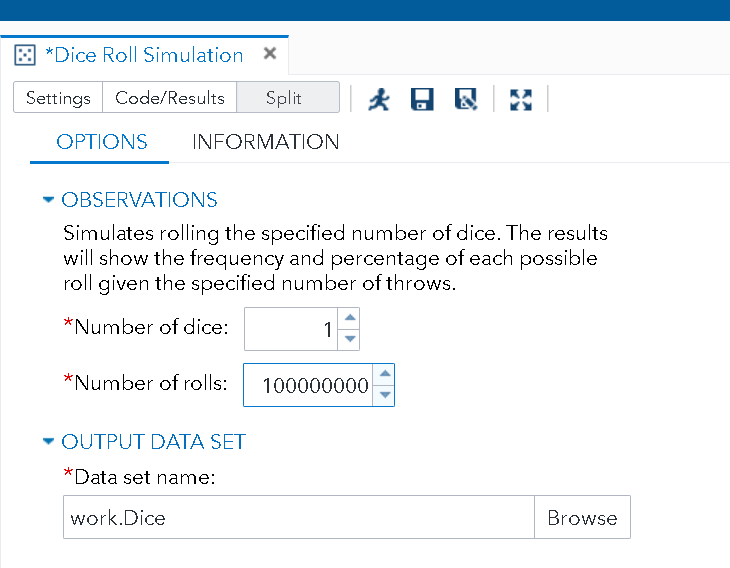 *Dice Roll Simulation
Settings Code/Results Split
OPTIONS INFORMATION
OBSERVATIONS
Simulates rolling the specified number of dice. The results
will show the frequency and percentage of each possible
roll given the specified number of throws.
*Number of dice: 1
*Number of rolls: 100000000
OUTPUT DATA SET
*Data set name:
work.Dice Browse